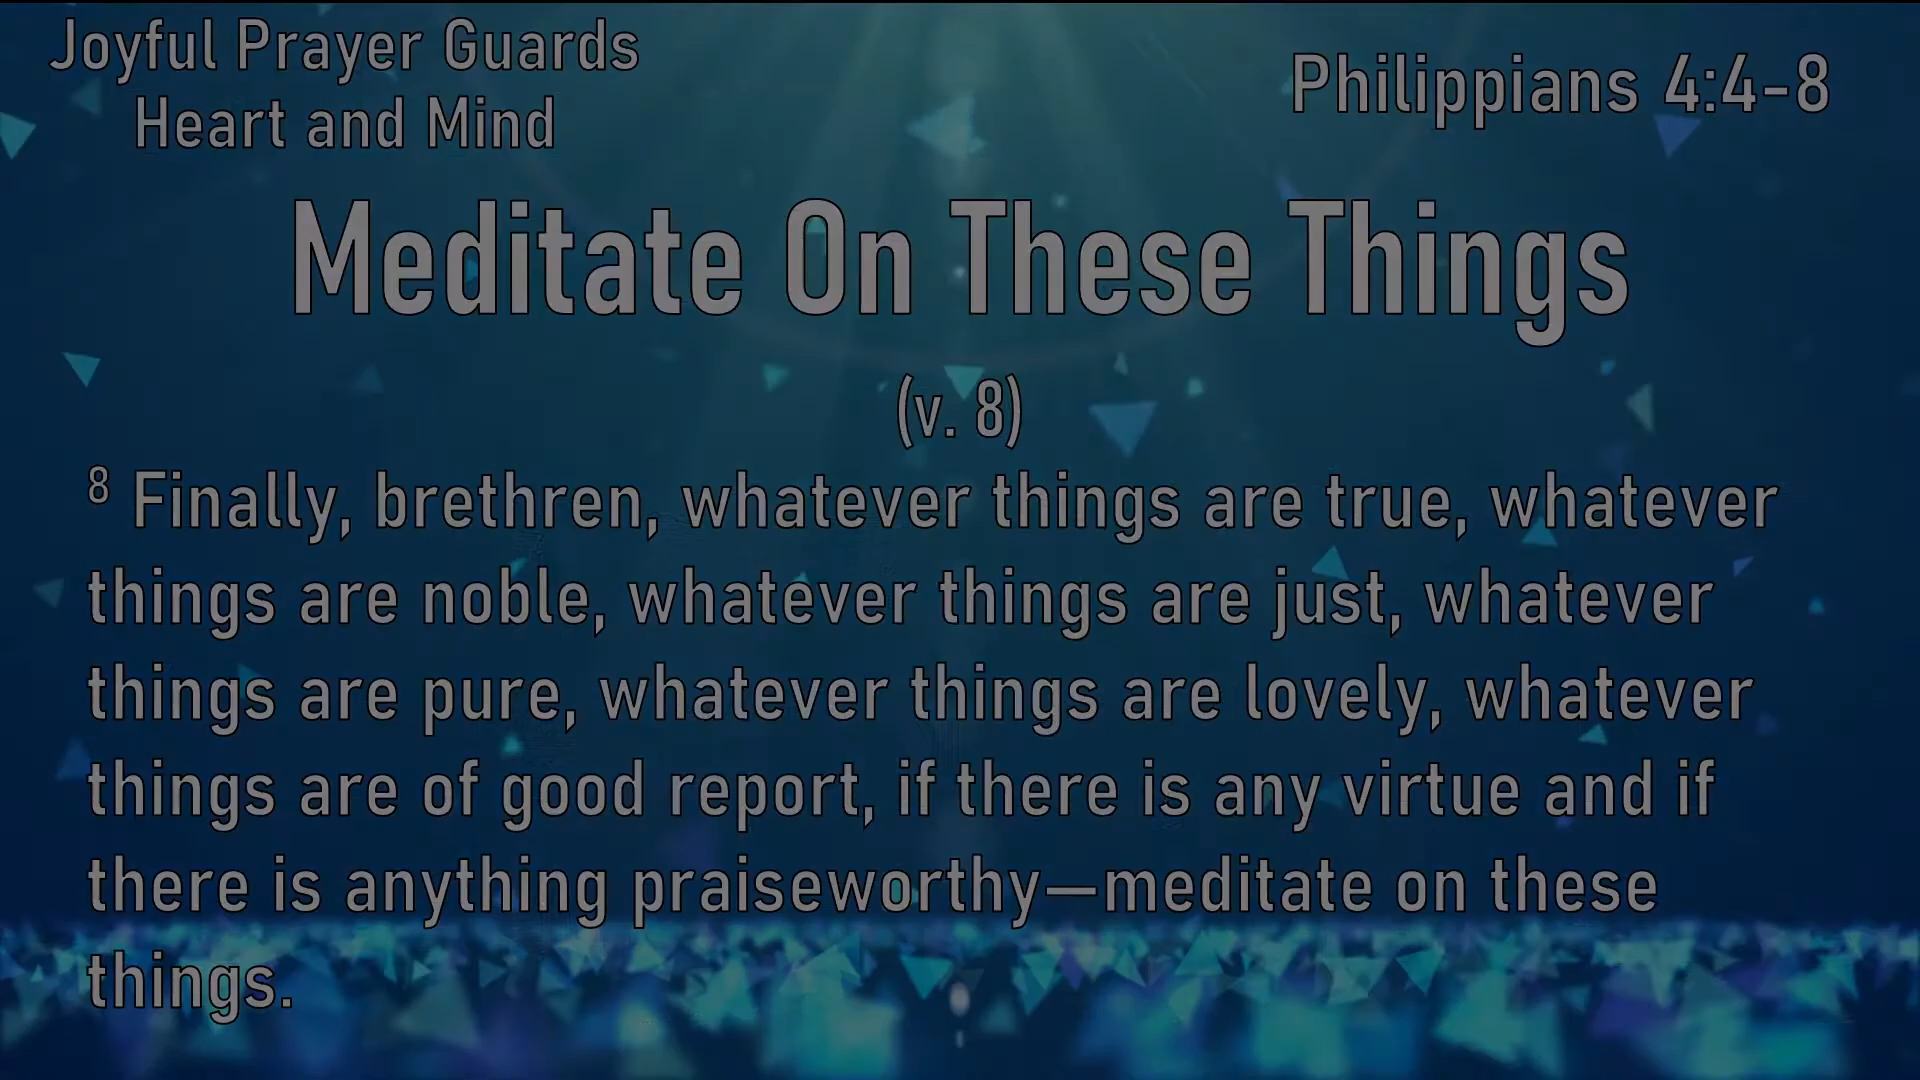 Joyful Prayer Guards
Heart and Mind
Philippians 4:4-8
Meditate On These Things
(v. 8)
8 Finally, brethren, whatever things are true, whatever
things are noble, whatever things are just, whatever
things are pure, whatever things are lovely, whatever
things are of good report, if there is any virtue and if
there is anything praiseworthy—meditate on these
things.